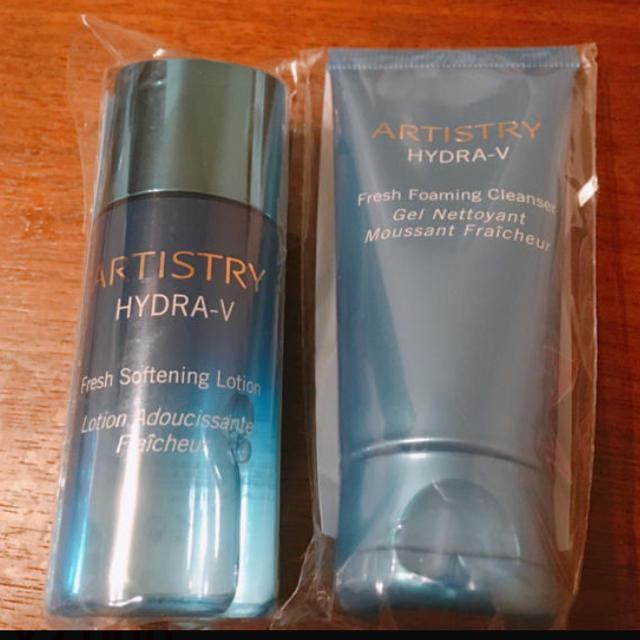 ARTISTRY
HYDRA-V
Fresh Softening Lotion
Lotion Adoucissante
Fraîcheur
ARTISTRY
HYDRA-V
Fresh Foaming Cleanser
Gel Nettoyant
Moussant Fraîcheur